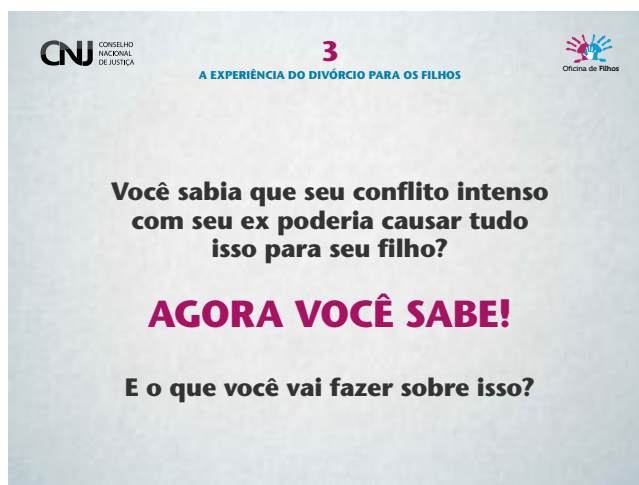 CNJ
CONSELHO
NACIONAL
DE JUSTIÇA
3
A EXPERIÊNCIA DO DIVÓRCIO PARA OS FILHOS
Oficina de Filhos
Você sabia que seu conflito intenso
com seu ex poderia causar tudo
isso para seu filho?
AGORA VOCÊ SABE!
E o que você vai fazer sobre isso?